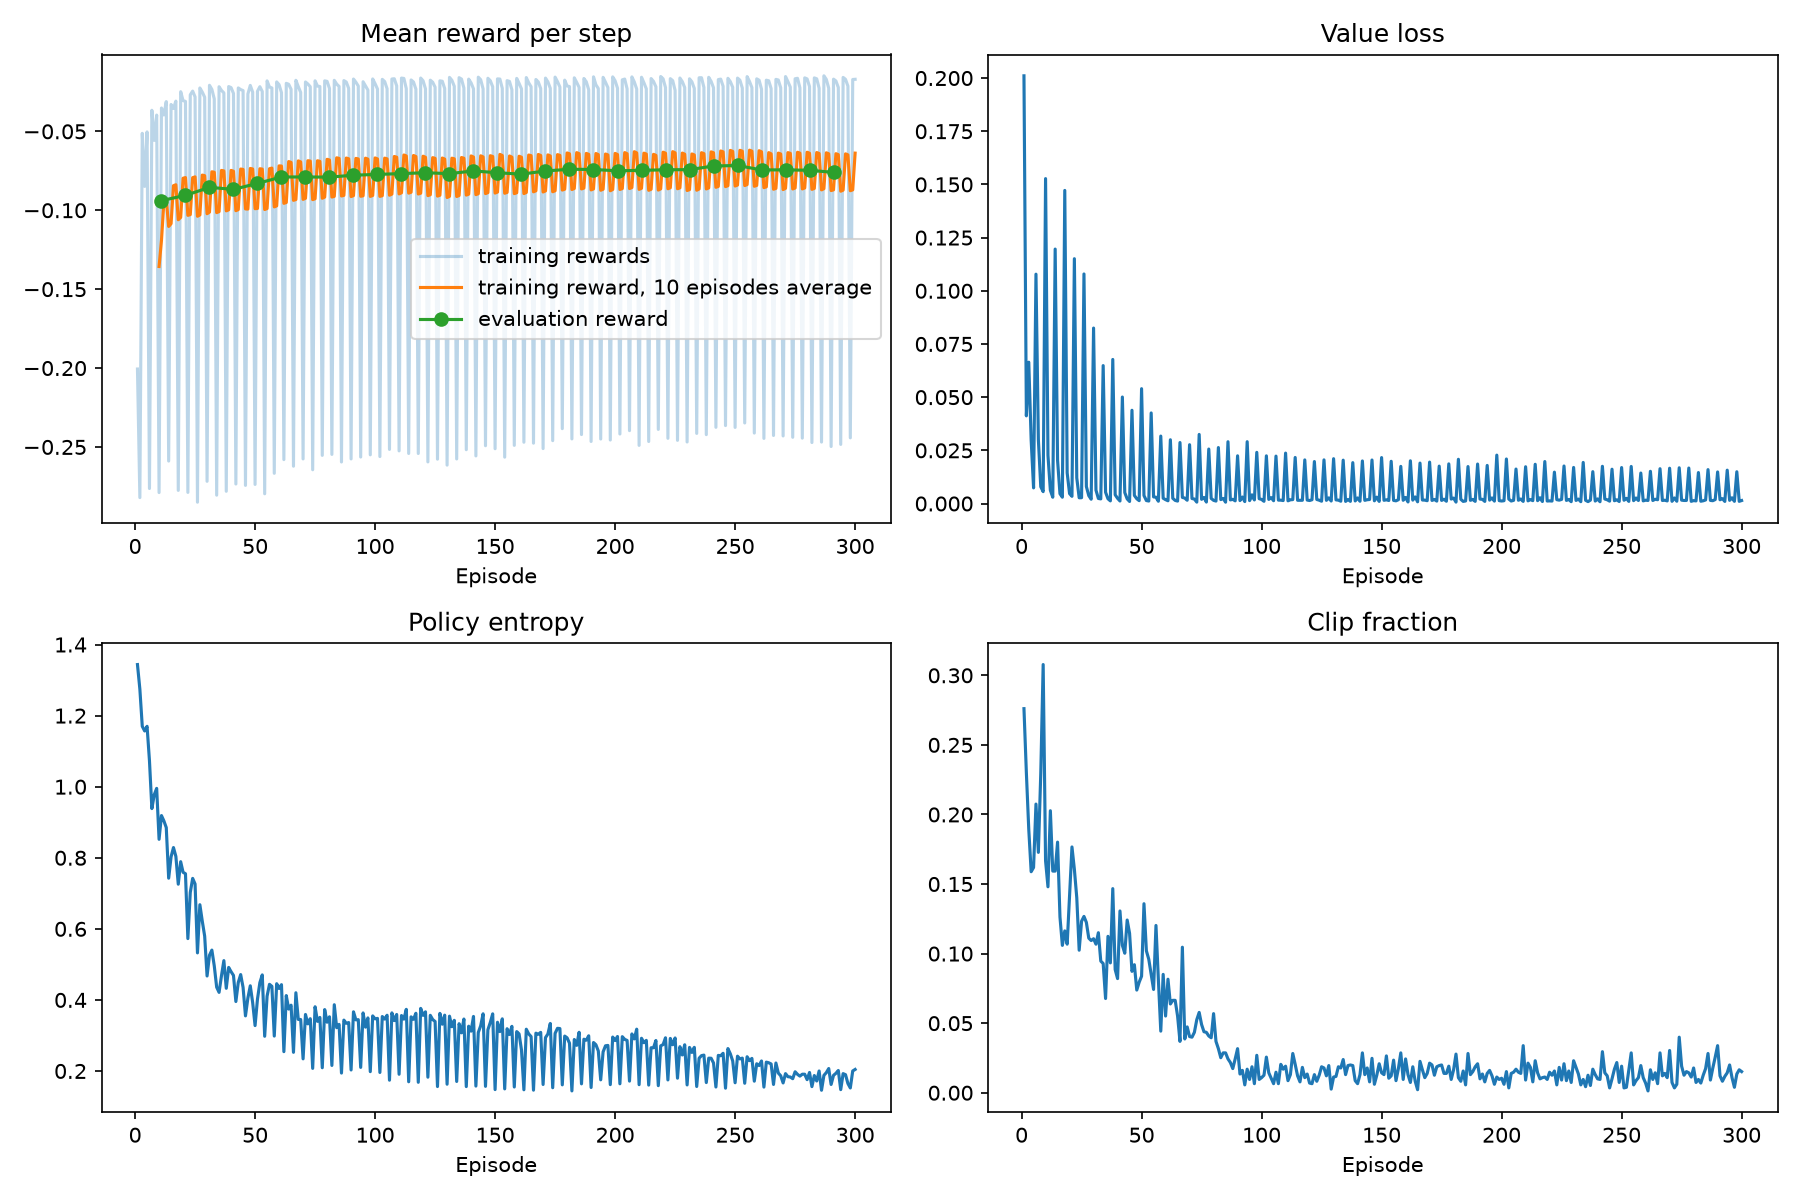 Mean reward per step
−0.05
−0.10
−0.15
−0.20
−0.25
training rewards
training reward, 10 episodes average
evaluation reward
0 50 100 150 200 250 300
Episode
Value loss
0.200
0.175
0.150
0.125
0.100
0.075
0.050
0.025
0.000
0 50 100 150 200 250 300
Episode
Policy entropy
1.4
1.2
1.0
0.8
0.6
0.4
0.2
0 50 100 150 200 250 300
Episode
Clip fraction
0.30
0.25
0.20
0.15
0.10
0.05
0.00
0 50 100 150 200 250 300
Episode